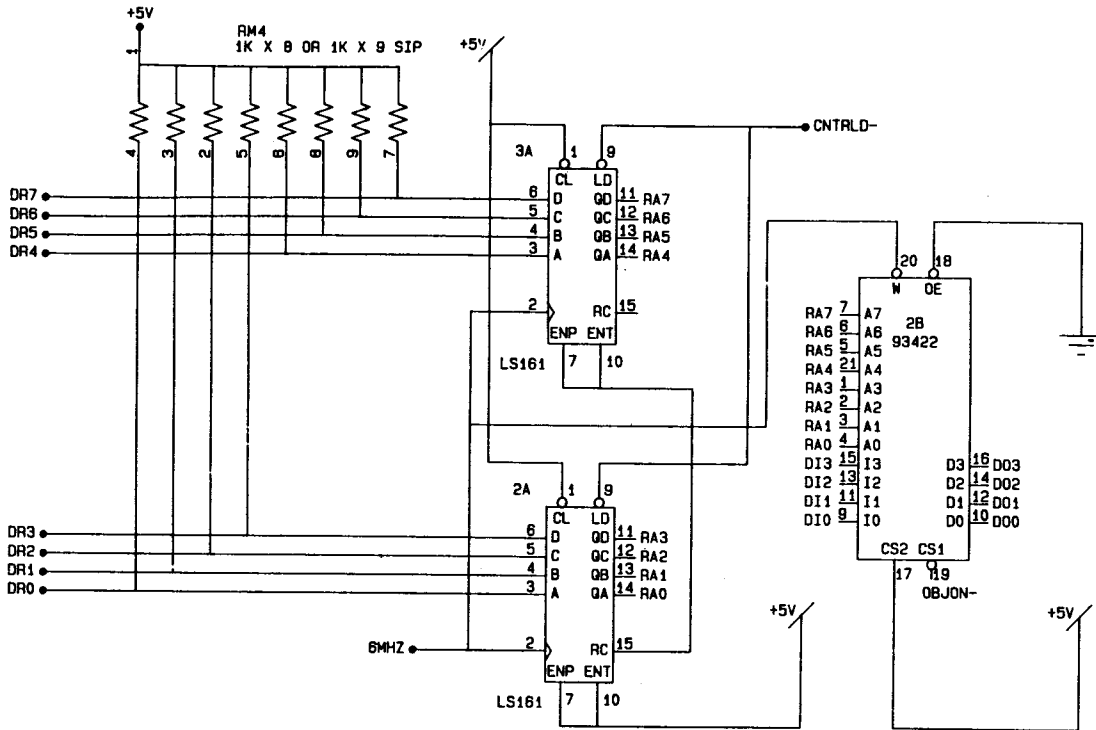 +5V
RM4
1K X 8 OR 1K X 9 SIP
1
+5V
4
3
2
5
6
8
9
7
CNTRLD-
3A
1
9
CL
LD
DR7
6
D
QD
11
RA7
DR6
5
C
QC
12
RA6
DR5
4
B
QB
13
RA5
DR4
3
A
QA
14
RA4
2
RC
15
ENP
ENT
LS161
7
10
20
18
W
OE
2B
93422
RA7 7 A7
RA6 6 A6
RA5 5 A5
RA4 21 A4
RA3 1 A3
RA2 2 A2
RA1 3 A1
RA0 4 A0
DI3 15 I3
DI2 13 I2
DI1 11 I1
DI0 9 I0
D3 16 DO3
D2 14 DO2
D1 12 DO1
D0 10 DO0
CS2
CS1
17
19
OBJON-
+5V
2A
1
9
CL
LD
DR3
6
D
QD
11
RA3
DR2
5
C
QC
12
RA2
DR1
4
B
QB
13
RA1
DR0
3
A
QA
14
RA0
6MHZ
2
RC
15
ENP
ENT
LS161
7
10
+5V